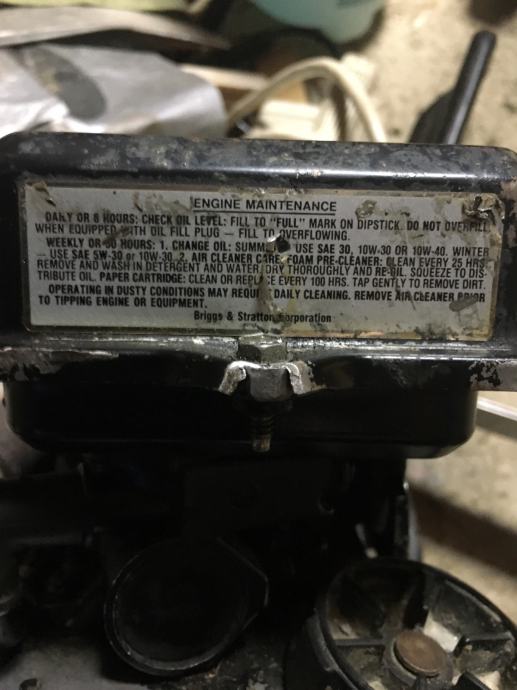 ENGINE MAINTENANCE
DAILY OR 8 HOURS: CHECK OIL LEVEL: FILL TO "FULL" MARK ON DIPSTICK. DO NOT OVERFILL
WHEN EQUIPPED WITH OIL FILL PLUG — FILL TO OVERFLOWING.
WEEKLY OR HOURS: 1. CHANGE OIL: USE SAE 30, 10W-30 OR 10W-40. WINTER
— USE SAE 5W-30 or 10W-30. 2. AIR CLEANER CARE-FOAM PRE-CLEANER: CLEAN EVERY 25 HRS
REMOVE AND WASH IN DETERGENT AND WATER. DRY THOROUGHLY AND RE-OIL. SQUEEZE TO DIS-
TRIBUTE OIL. PAPER CARTRIDGE: CLEAN OR REPLACE EVERY 100 HRS. TAP GENTLY TO REMOVE DIRT.
OPERATING IN DUSTY CONDITIONS MAY REQUIRE DAILY CLEANING. REMOVE AIR CLEANER PRIOR
TO TIPPING ENGINE OR EQUIPMENT.
Briggs & Stratton Corporation